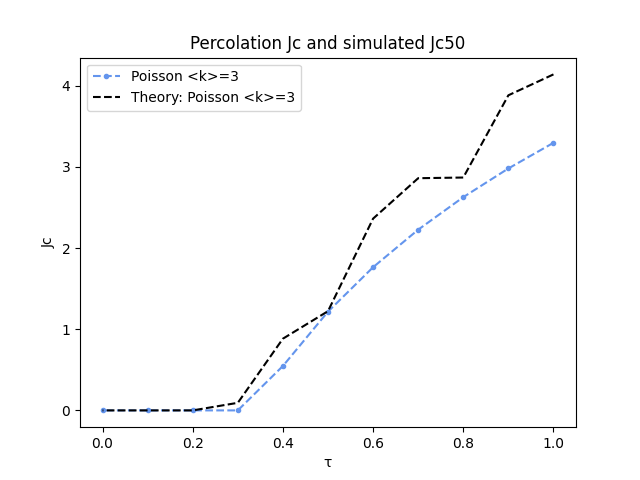 Percolation Jc and simulated Jc50
Poisson <k>=3
Theory: Poisson <k>=3
Jc
4
3
2
1
0
0.0 0.2 0.4 0.6 0.8 1.0
τ